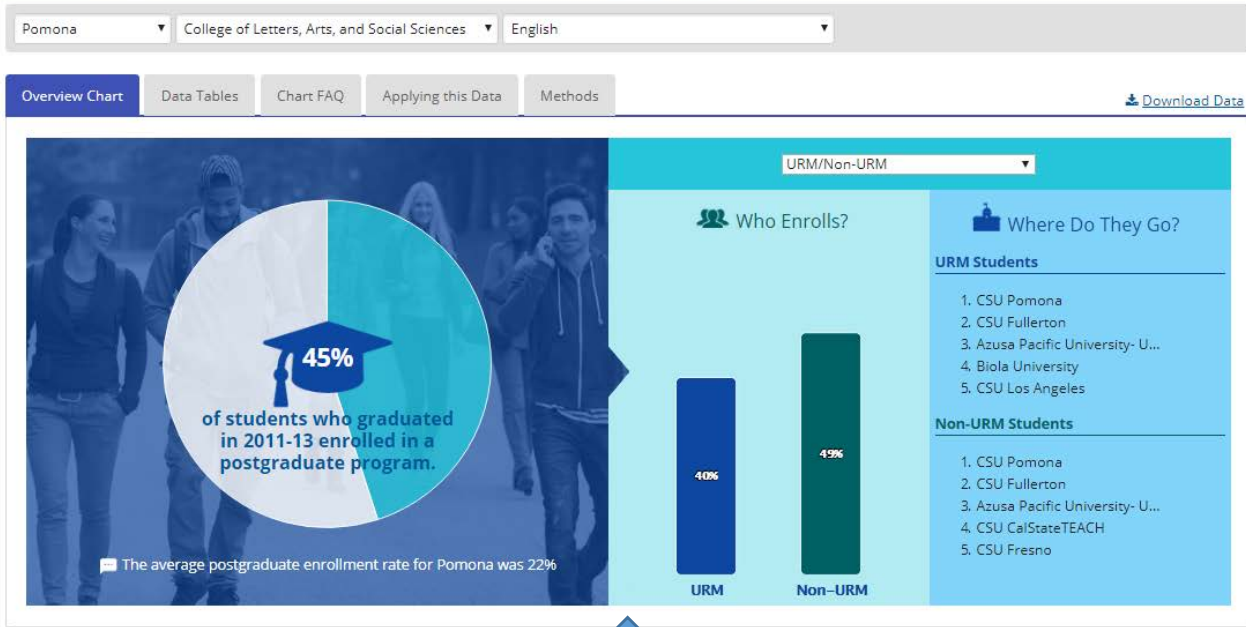 Pomona
College of Letters, Arts, and Social Sciences
English
Overview Chart
Data Tables
Chart FAQ
Applying this Data
Methods
Download Data
45%
of students who graduated
in 2011-13 enrolled in a
postgraduate program.
The average postgraduate enrollment rate for Pomona was 22%
URM/Non-URM
Who Enrolls?
40%
49%
URM
Non-URM
Where Do They Go?
URM Students
1. CSU Pomona
2. CSU Fullerton
3. Azusa Pacific University- U...
4. Biola University
5. CSU Los Angeles
Non-URM Students
1. CSU Pomona
2. CSU Fullerton
3. Azusa Pacific University- U...
4. CSU CalStateTEACH
5. CSU Fresno